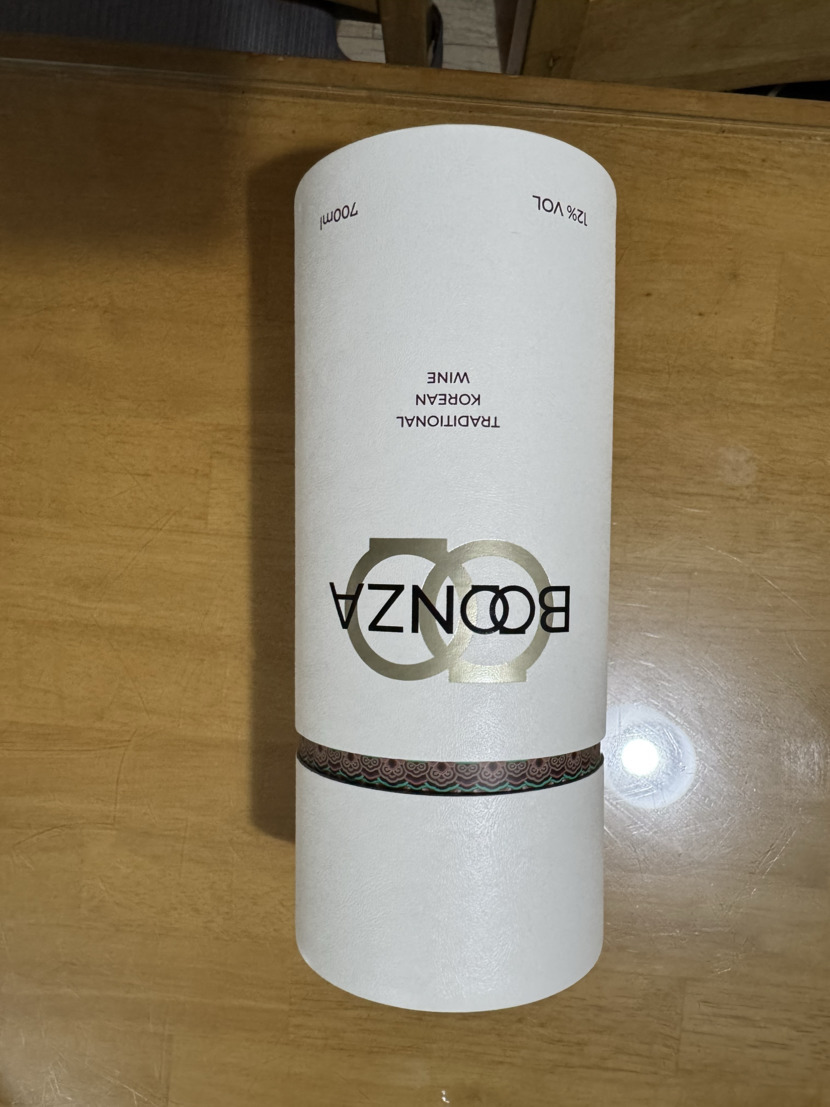 BOONZA
TRADITIONAL
KOREAN
WINE
12% VOL
700ml